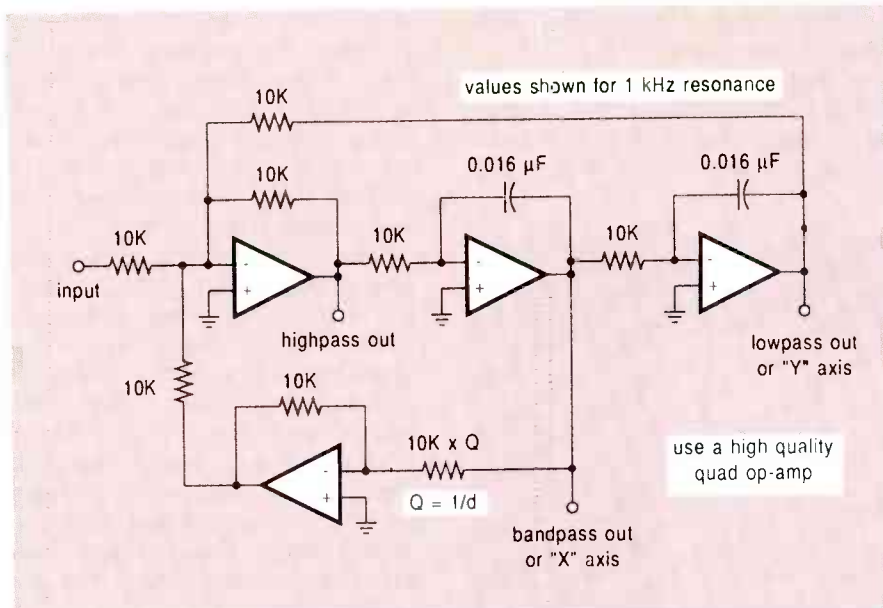 values shown for 1 kHz resonance
10K
10K
0.016 µF
0.016 µF
10K
10K
10K
-
+
-
+
-
+
input
highpass out
lowpass out
or "Y" axis
10K
10K
10K x Q
-
+
Q = 1/d
use a high quality
quad op-amp
bandpass out
or "X" axis